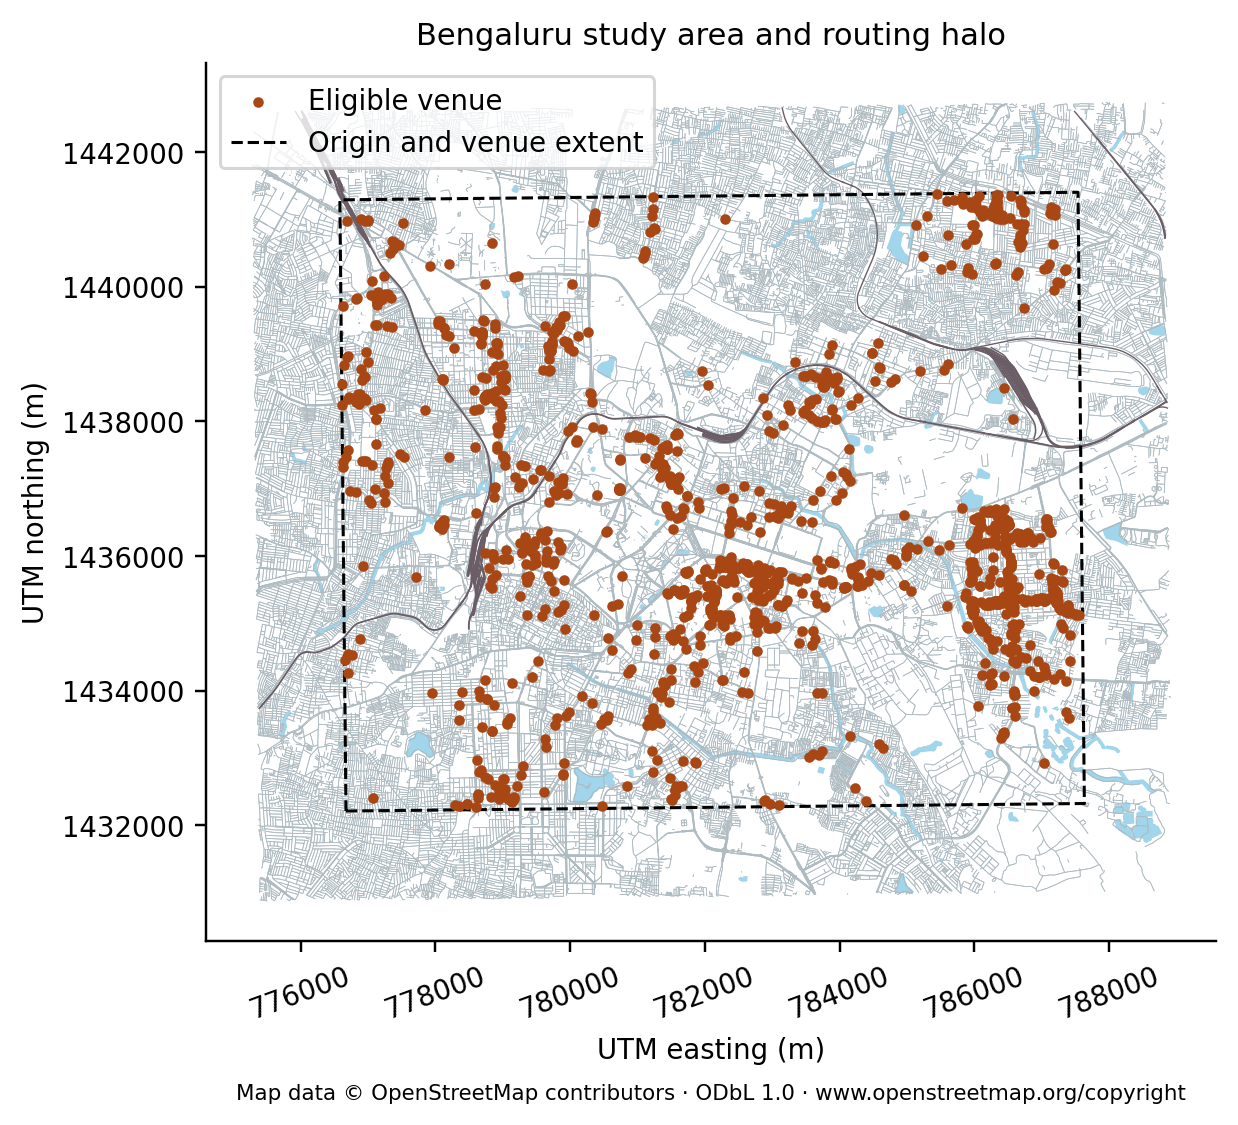 Bengaluru study area and routing halo
Eligible venue
Origin and venue extent
UTM northing (m)
1442000
1440000
1438000
1436000
1434000
1432000
776000 778000 780000 782000 784000 786000 788000
UTM easting (m)
Map data © OpenStreetMap contributors · ODbL 1.0 · www.openstreetmap.org/copyright